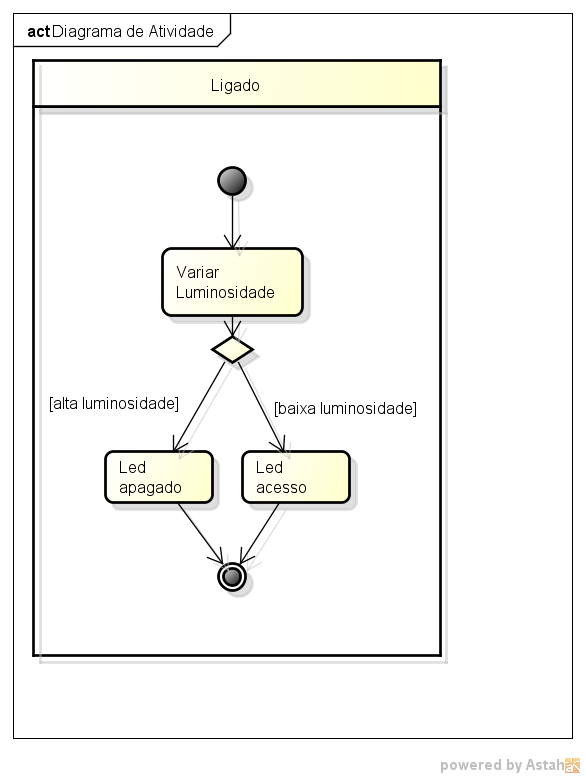 act Diagrama de Atividade
Ligado
Variar
Luminosidade
[alta luminosidade]
[baixa luminosidade]
Led
apagado
Led
acesso
powered by Astah